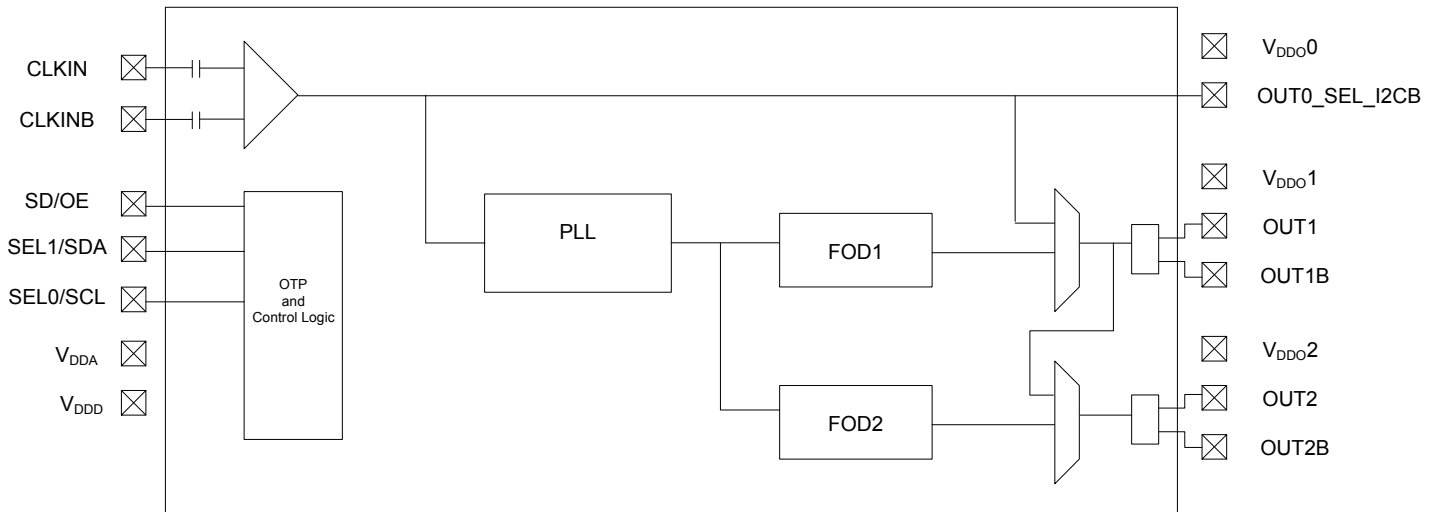 CLKIN
CLKINB
SD/OE
SEL1/SDA
SEL0/SCL
VDDA
VDDD
OTP
and
Control Logic
PLL
FOD1
FOD2
VDDO0
OUT0_SEL_I2CB
VDDO1
OUT1
OUT1B
VDDO2
OUT2
OUT2B